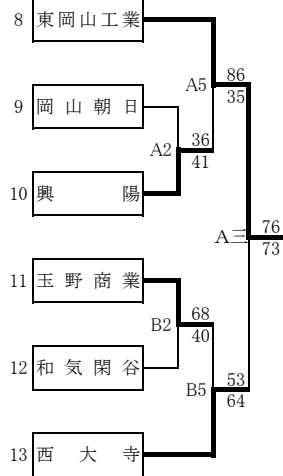 8 東岡山工業
A5 86
35
9 岡山朝日
A2 36
41
10 興陽
A三 76
73
11 玉野商業
B2 68
40
12 和気閑谷
B5 53
64
13 西大寺